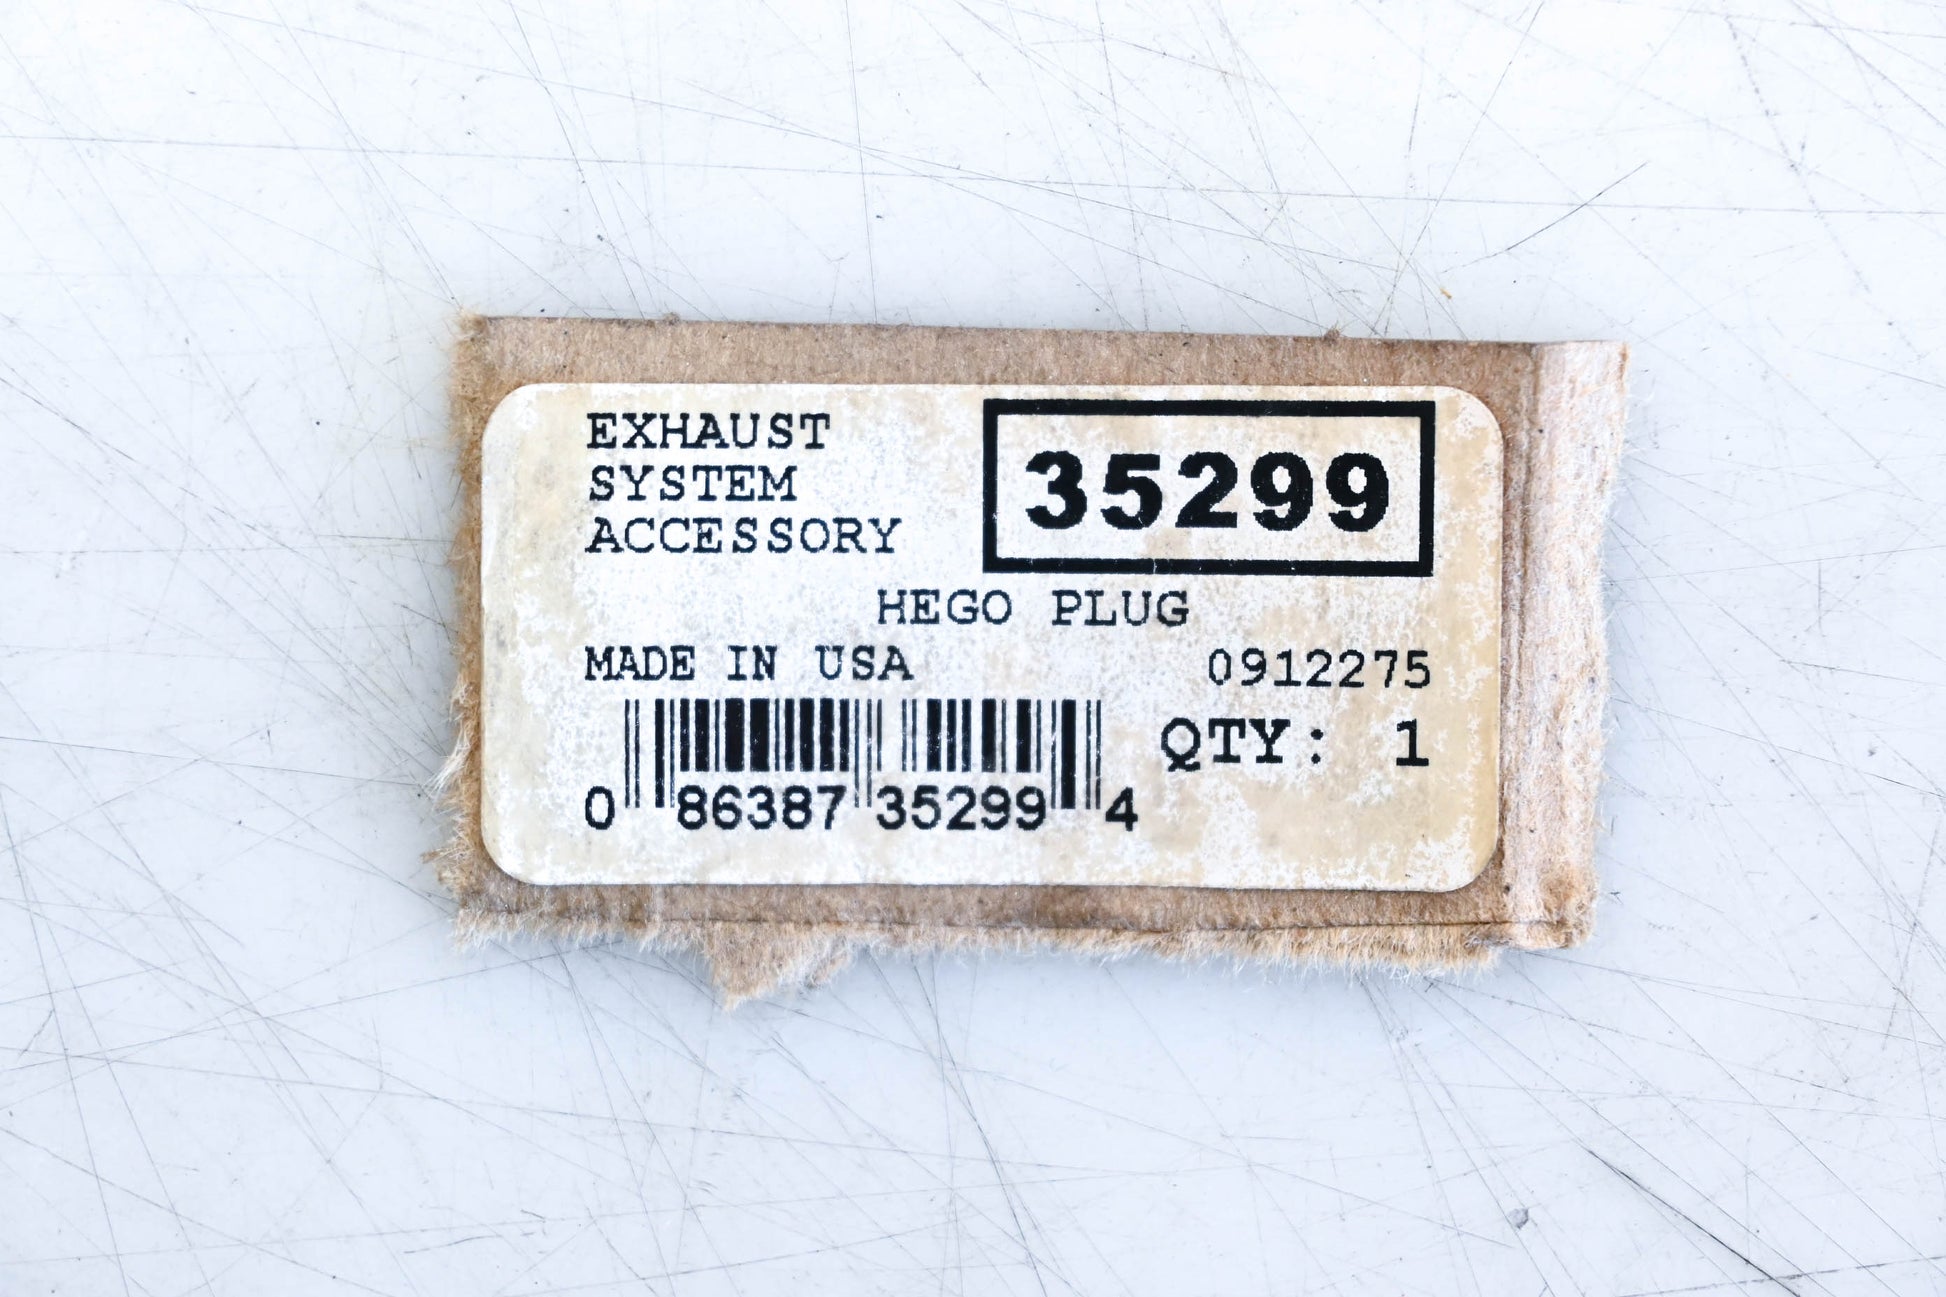 EXHAUST
SYSTEM
ACCESSORY
35299
HEGO PLUG
MADE IN USA
0912275
QTY: 1
0 86387 35299 4